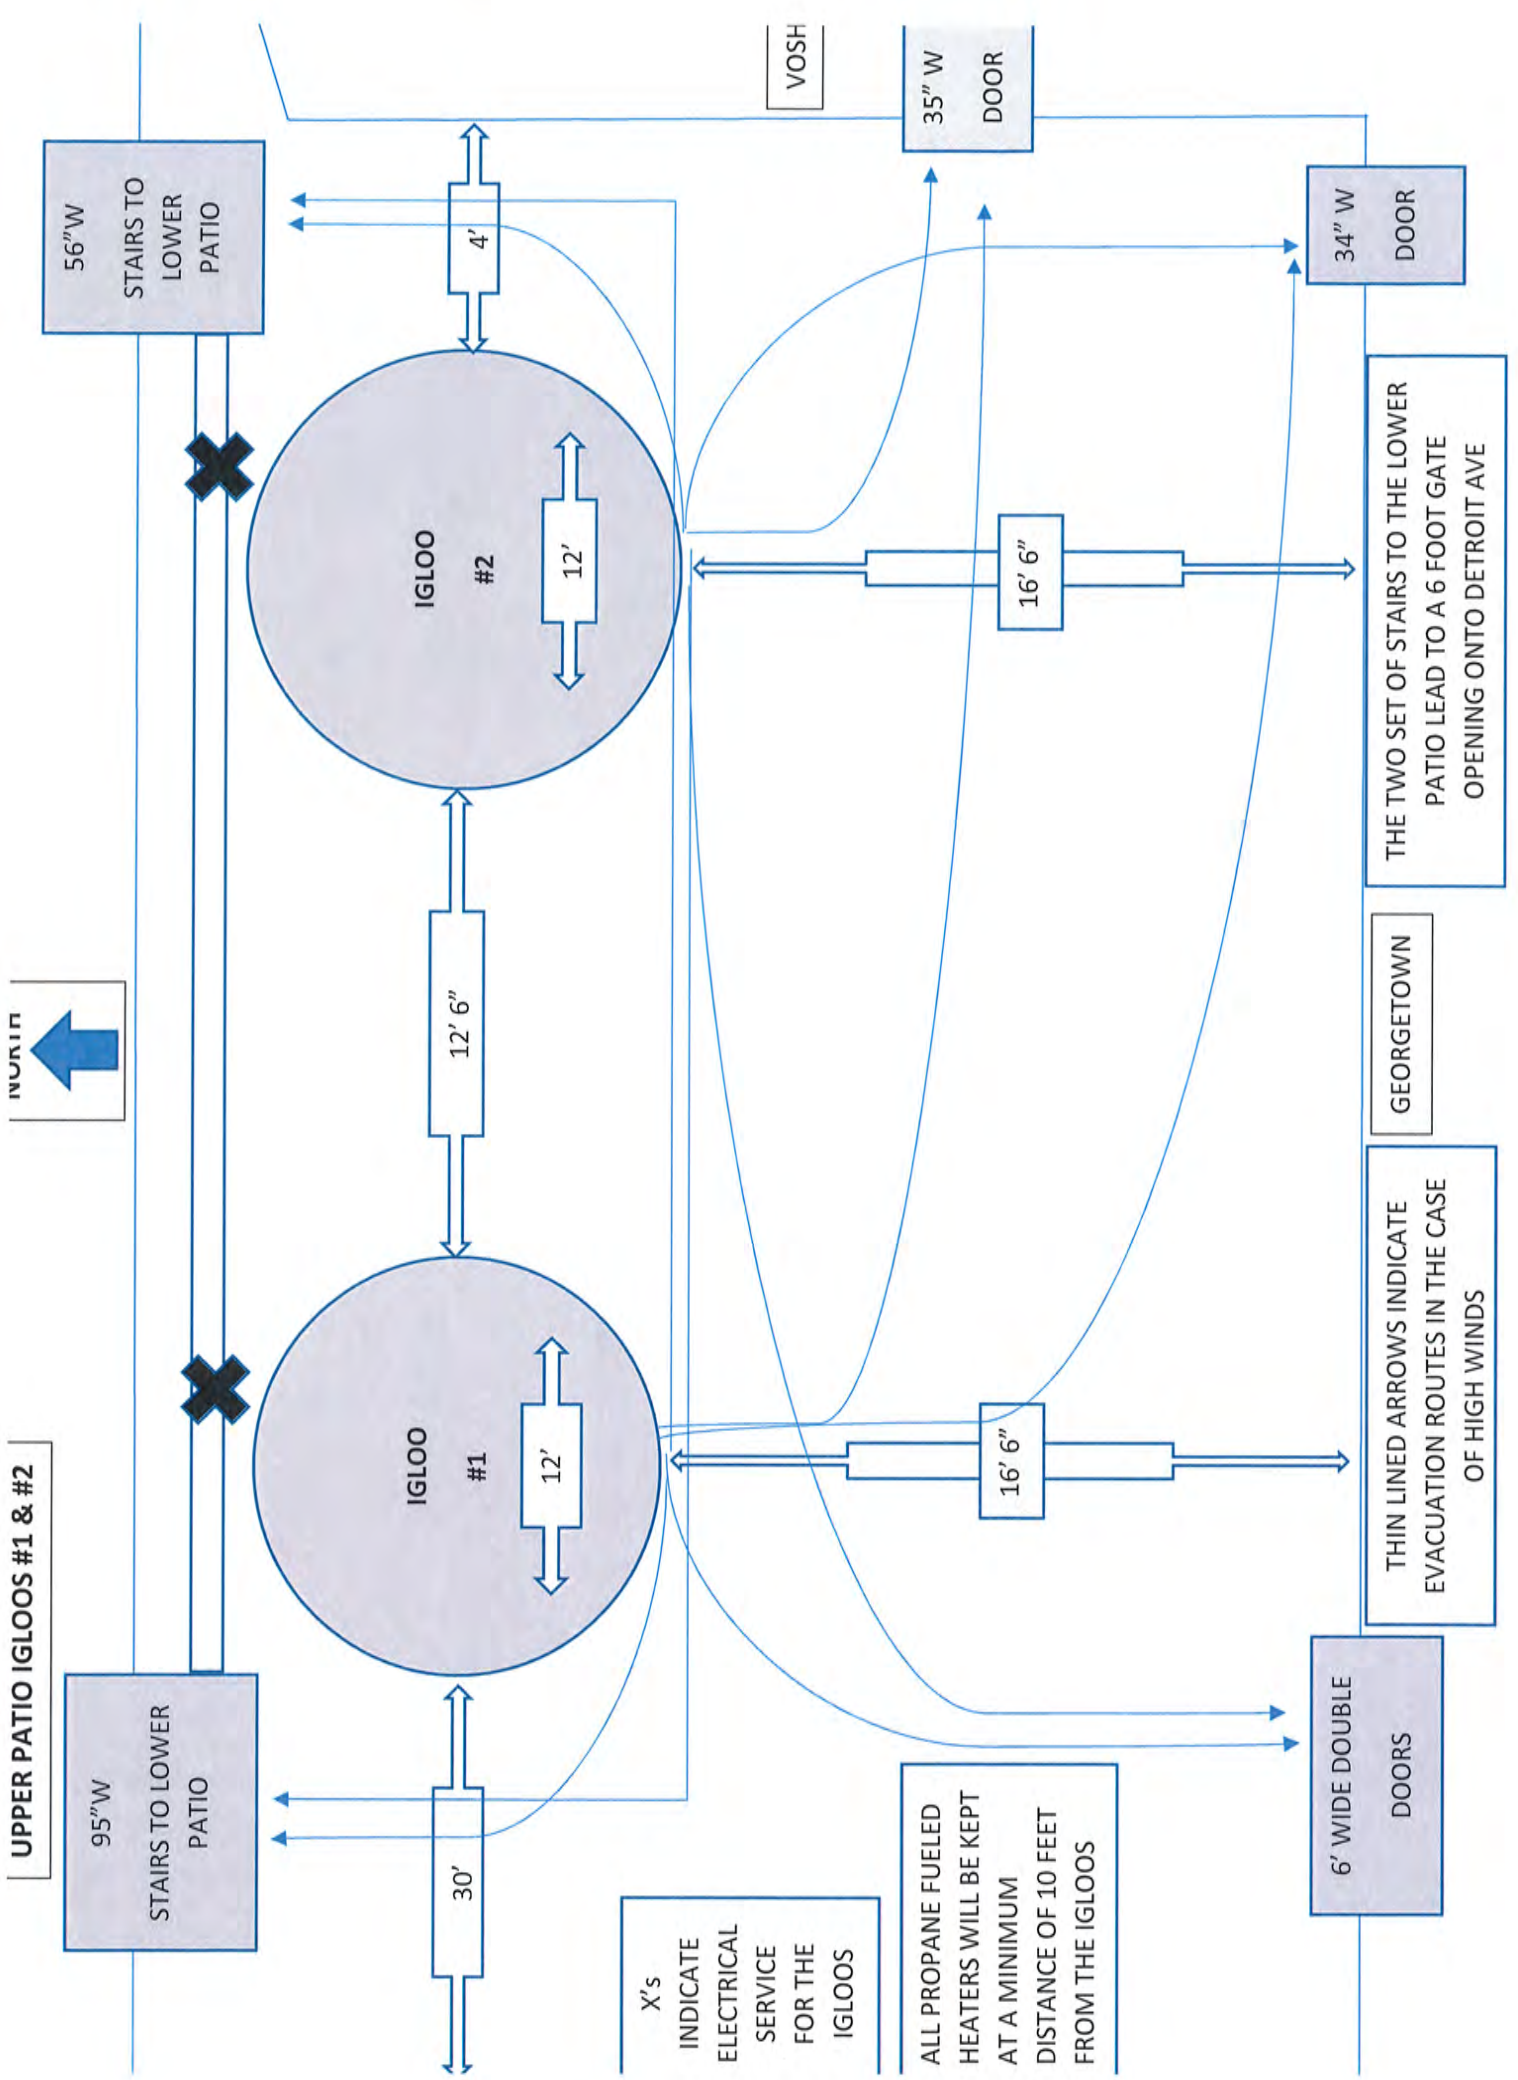 UPPER PATIO IGLOOS #1 & #2
NORTH
95”W
STAIRS TO LOWER
PATIO
56”W
STAIRS TO
LOWER
PATIO
IGLOO
#1
12’
IGLOO
#2
12’
30’
12’ 6”
4’
X’s
INDICATE
ELECTRICAL
SERVICE
FOR THE
IGLOOS
VOSH
ALL PROPANE FUELED
HEATERS WILL BE KEPT
AT A MINIMUM
DISTANCE OF 10 FEET
FROM THE IGLOOS
16’ 6”
16’ 6”
35” W
DOOR
6’ WIDE DOUBLE
DOORS
34” W
DOOR
THIN LINED ARROWS INDICATE
EVACUATION ROUTES IN THE CASE
OF HIGH WINDS
GEORGETOWN
THE TWO SET OF STAIRS TO THE LOWER
PATIO LEAD TO A 6 FOOT GATE
OPENING ONTO DETROIT AVE